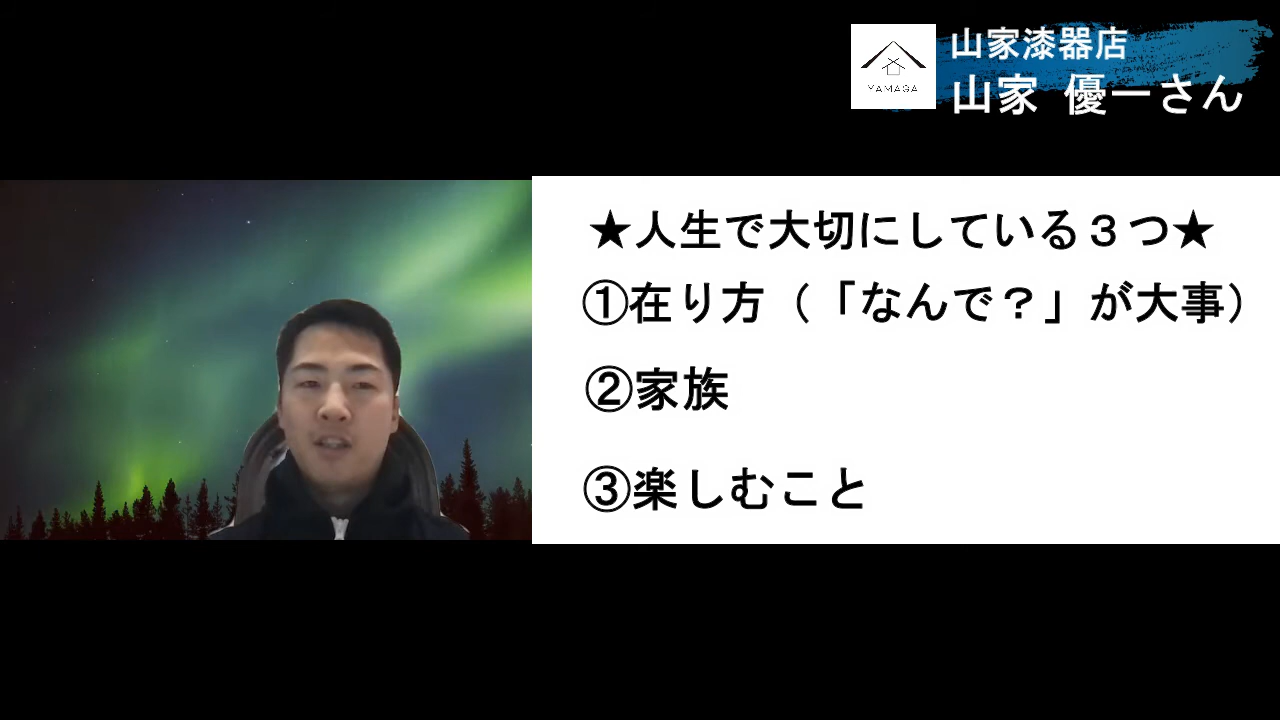 山家漆器店
YAMAGA
山家 優一さん
★人生で大切にしている３つ★
①在り方（「なんで？」が大事）
②家族
③楽しむこと